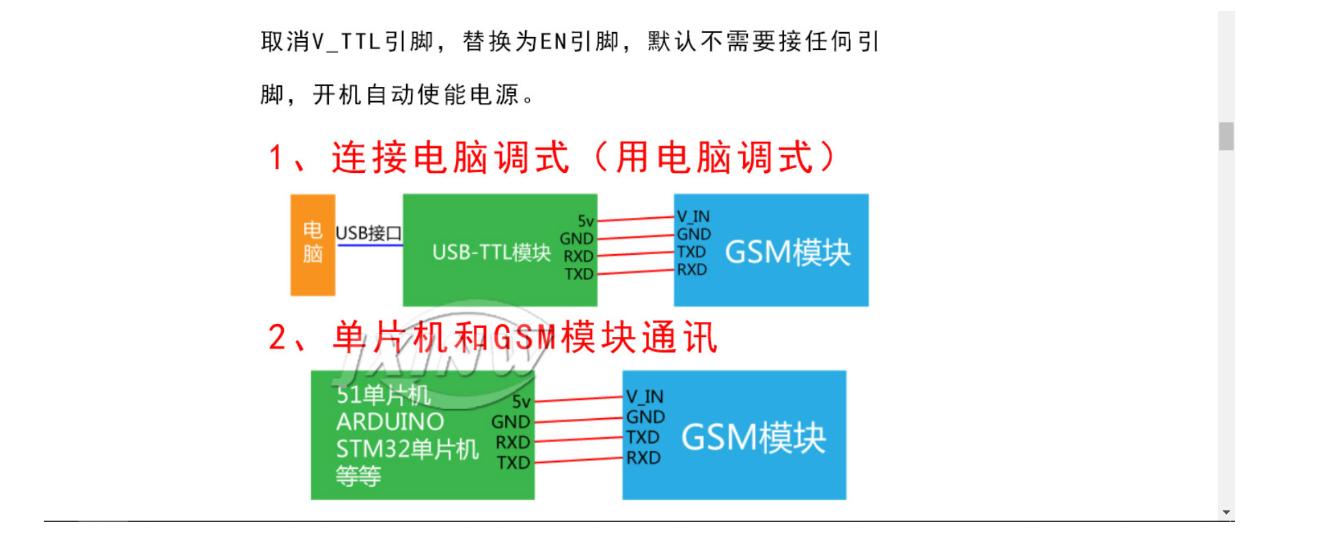 取消V_TTL引脚，替换为EN引脚，默认不需要接任何引
脚，开机自动使能电源。
1、连接电脑调式（用电脑调式）
电
脑
USB接口
USB-TTL模块
5v
GND
RXD
TXD
V_IN
GND
TXD
RXD
GSM模块
2、单片机和GSM模块通讯
JXINW
51单片机
ARDUINO
STM32单片机
等等
5v
GND
RXD
TXD
V_IN
GND
TXD
RXD
GSM模块